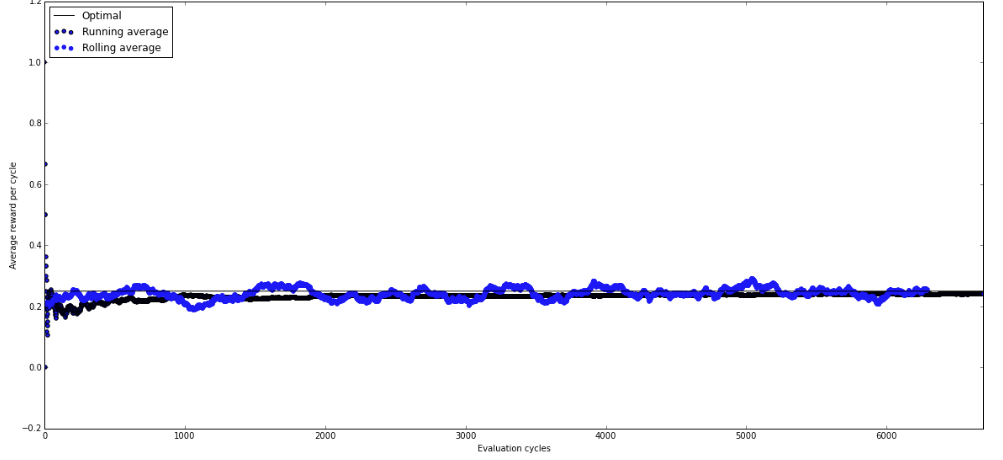 1.2
Optimal
Running average
Rolling average
1.0
0.8
0.6
0.4
0.2
0.0
−0.2
Average reward per cycle
0 1000 2000 3000 4000 5000 6000
Evaluation cycles